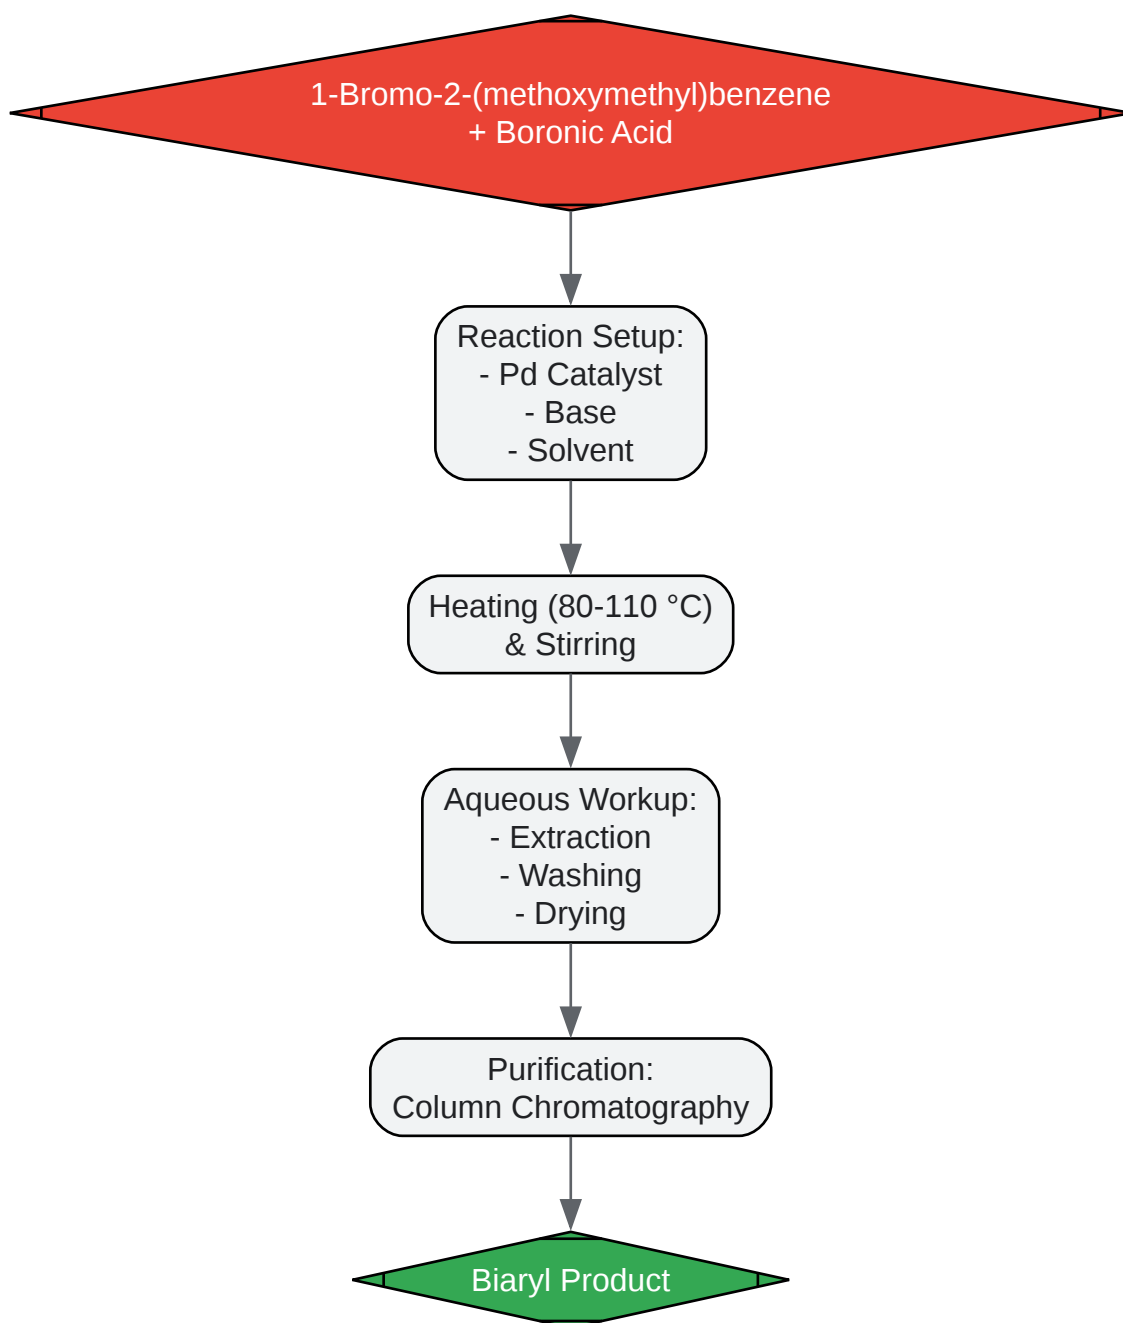 1-Bromo-2-(methoxymethyl)benzene
+ Boronic Acid
Reaction Setup:
- Pd Catalyst
- Base
- Solvent
Heating (80-110 °C)
& Stirring
Aqueous Workup:
- Extraction
- Washing
- Drying
Purification:
Column Chromatography
Biaryl Product